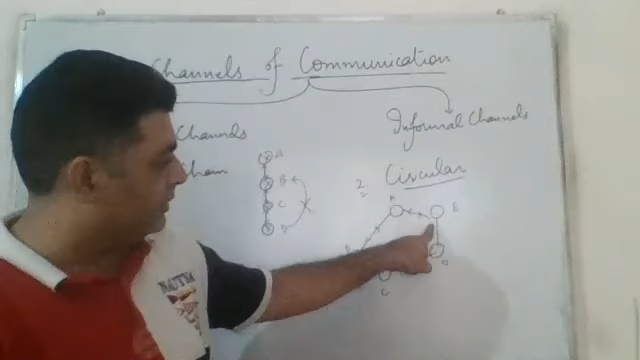 Channels of Communication
Channels
Informal Channels
Chain
A
B
C
D
2. Circular
A
E
B
D
C